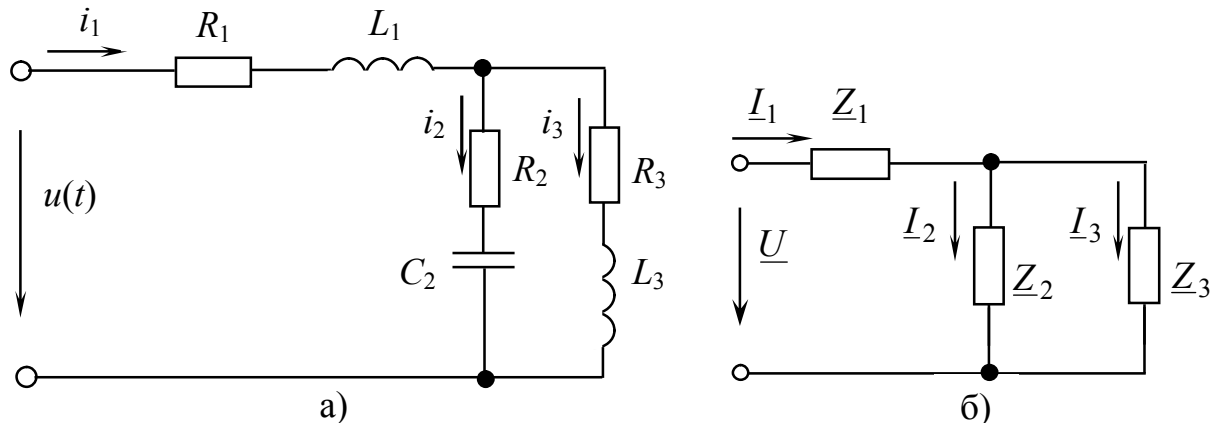 i1
R1
L1
i2
i3
R2
R3
u(t)
C2
L3
а)
I1
Z1
U
I2
I3
Z2
Z3
б)